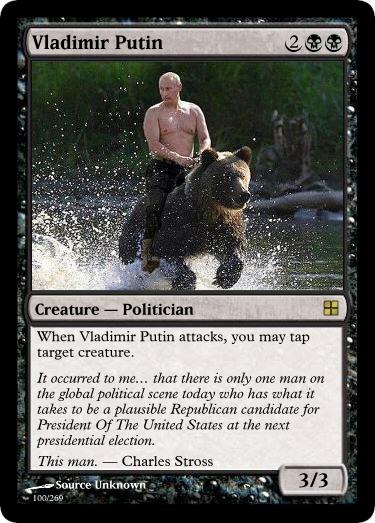 Vladimir Putin 2
When Vladimir Putin attacks, you may tap
target creature.
It occurred to me... that there is only one man on
the global political scene today who has what it
takes to be a plausible Republican candidate for
President Of The United States at the next
presidential election.
This man. — Charles Stross
Creature — Politician
Source Unknown
3/3
100/269